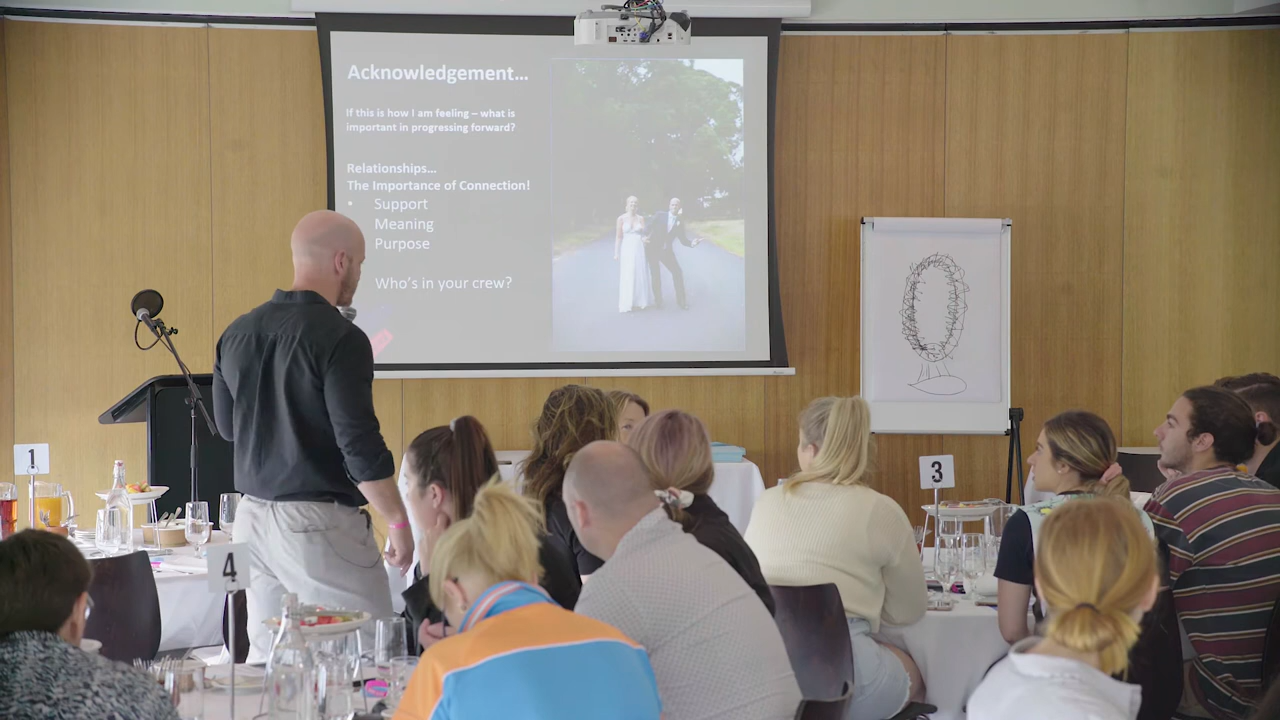 Acknowledgement...
If this is how I am feeling – what is
important in progressing forward?
Relationships...
The Importance of Connection!
• Support
Meaning
Purpose
Who's in your crew?
1
3
4